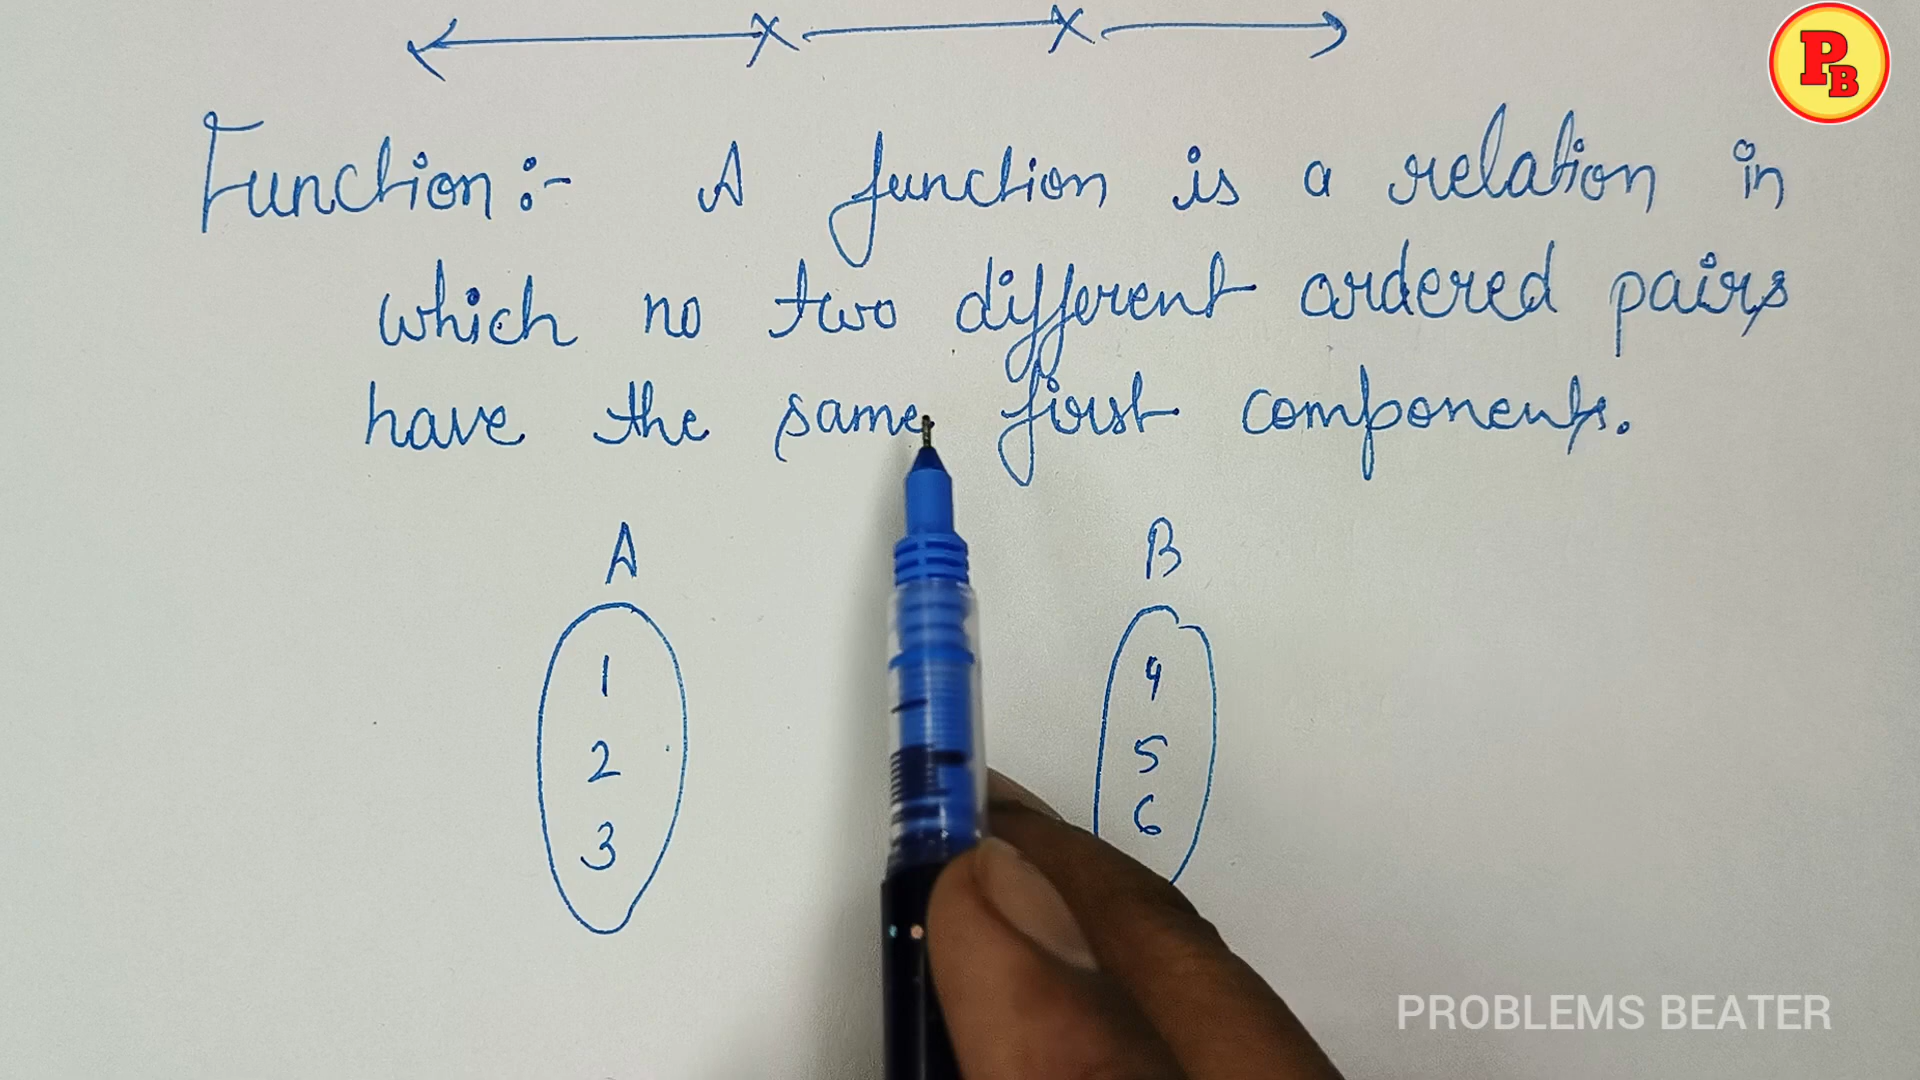 PB
Function :- A function is a relation in
which no two different ordered pairs
have the same first components.
A B
1 4
2 5
3 6
PROBLEMS BEATER